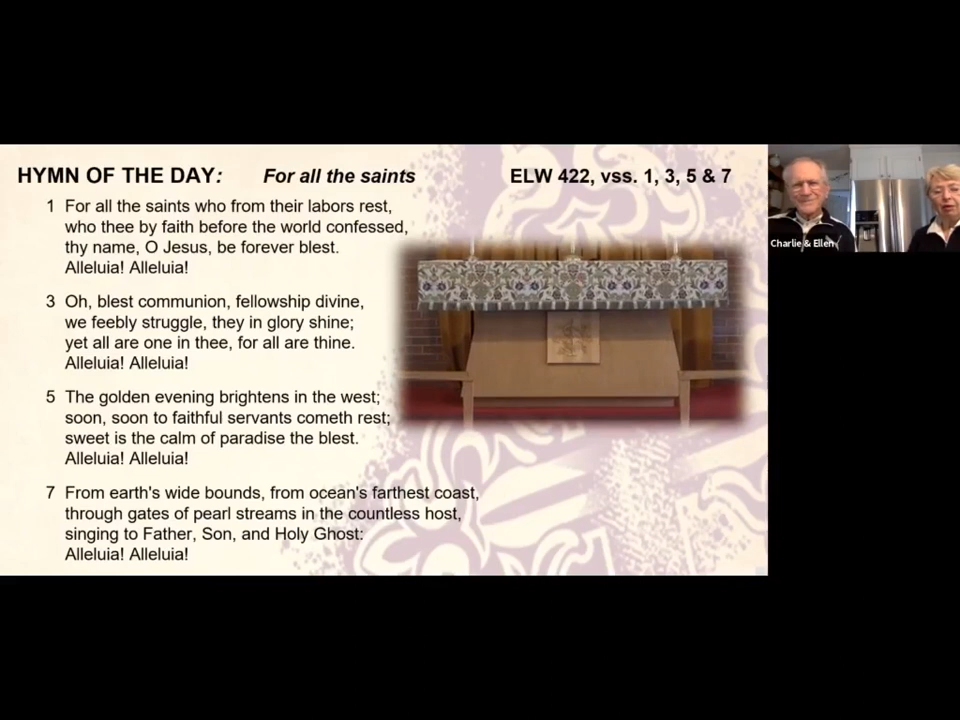 HYMN OF THE DAY: For all the saints ELW 422, vss. 1, 3, 5 & 7
1 For all the saints who from their labors rest,
who thee by faith before the world confessed,
thy name, O Jesus, be forever blest.
Alleluia! Alleluia!
3 Oh, blest communion, fellowship divine,
we feebly struggle, they in glory shine;
yet all are one in thee, for all are thine.
Alleluia! Alleluia!
5 The golden evening brightens in the west;
soon, soon to faithful servants cometh rest;
sweet is the calm of paradise the blest.
Alleluia! Alleluia!
7 From earth's wide bounds, from ocean's farthest coast,
through gates of pearl streams in the countless host,
singing to Father, Son, and Holy Ghost:
Alleluia! Alleluia!
Charlie & Ellen